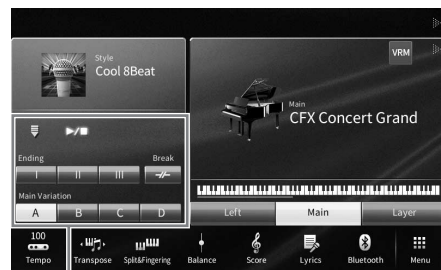 Style
Cool 8Beat
VRM
Main
CFX Concert Grand
Ending
Break
I II III
Main Variation
A B C D
Left Main Layer
100
Tempo Transpose Split&Fingering Balance Score Lyrics Bluetooth Menu